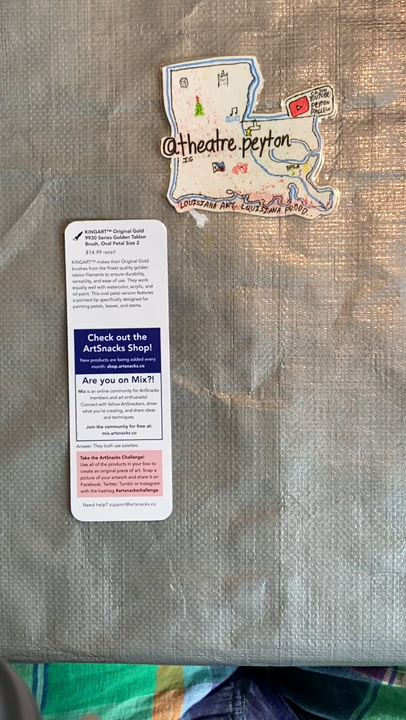 SUB ON
YOUTUBE
PEYTON
FALLEN
@theatre.peyton
IG
LOUISIANA ART, LOUISIANA PROUD
KINGART™ Original Gold
9930 Series Golden Taklon
Brush, Oval Petal Size 2
$14.99 retail
KINGART™ makes their Original Gold
brushes from the finest quality golden
taklon filaments to ensure durability,
versatility, and ease of use. They work
equally well with watercolor, acrylic, and
oil paint. This oval petal version features
a pointed tip specifically designed for
painting petals, leaves, and stems.
Check out the
ArtSnacks Shop!
New products are being added every
month: shop.artsnacks.co
Are you on Mix?!
Mix is an online community for ArtSnacks
members and art enthusiasts!
Connect with fellow ArtSnackers, show
what you're creating, and share ideas
and techniques.
Join the community for free at:
mix.artsnacks.co
Answer: They both use palettes.
Take the ArtSnacks Challenge!
Use all of the products in your box to
create an original piece of art. Snap a
picture of your artwork and share it on
Facebook, Twitter, Tumblr or Instagram
with the hashtag #artsnackschallenge.
Need help? support@artsnacks.co